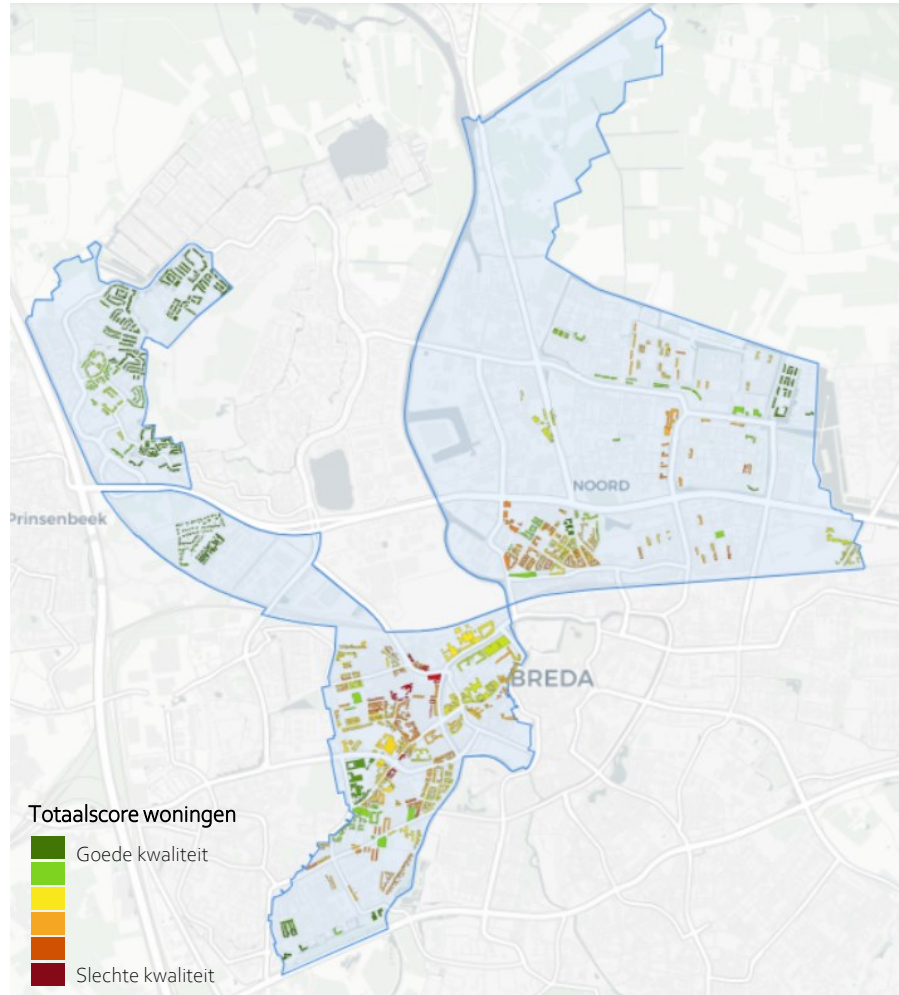 NOORD
Prinsenbeek
BREDA
Totaalscore woningen
Goede kwaliteit
Slechte kwaliteit